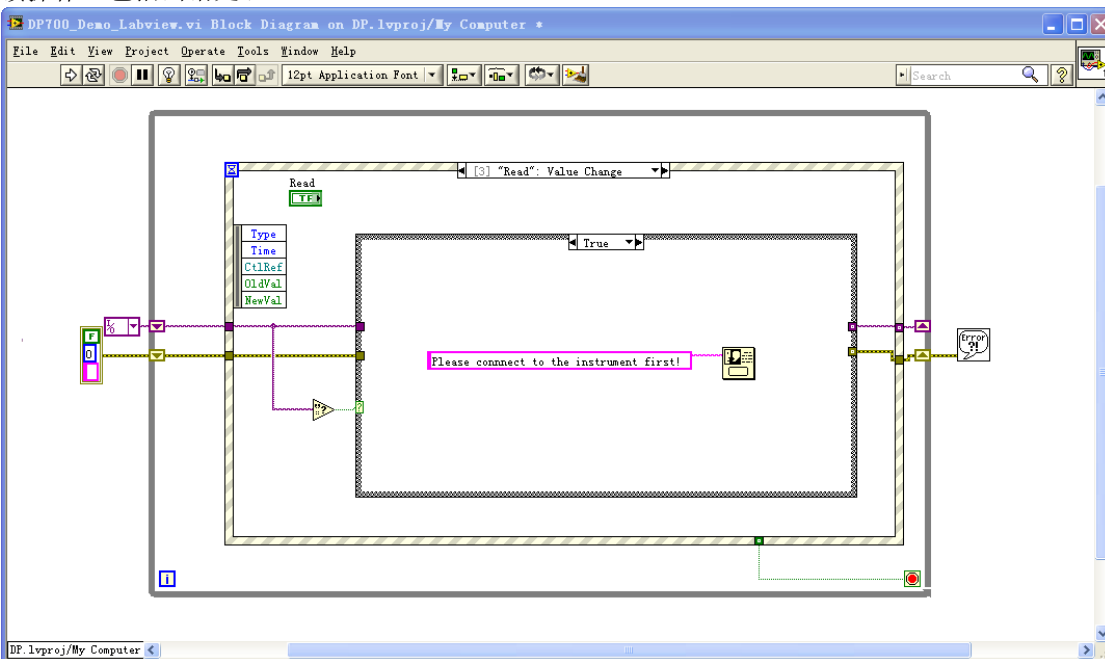 DP700_Demo_Labview.vi Block Diagram on DP.lvproj/My Computer *
File Edit View Project Operate Tools Window Help
12pt Application Font
Search
[3] "Read": Value Change
Read
TF
True
Type
Time
CtlRef
OldVal
NewVal
I/O
F
0
Please connnect to the instrument first!
?
Error
?!
"?
i
DP.lvproj/My Computer